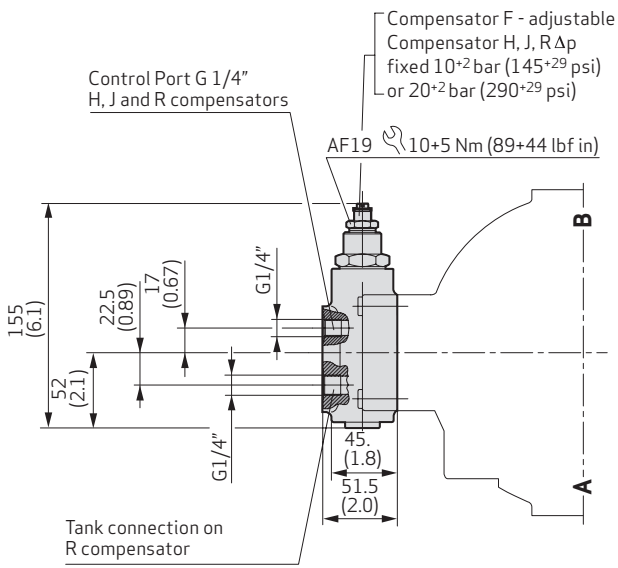 Compensator F - adjustable
Compensator H, J, R Δp
fixed 10+2 bar (145+29 psi)
or 20+2 bar (290+29 psi)
Control Port G 1/4"
H, J and R compensators
AF19 10+5 Nm (89+44 lbf in)
155
(6.1)
22.5
(0.89)
17
(0.67)
G1/4"
52
(2.1)
G1/4"
45.
(1.8)
51.5
(2.0)
B
A
Tank connection on
R compensator